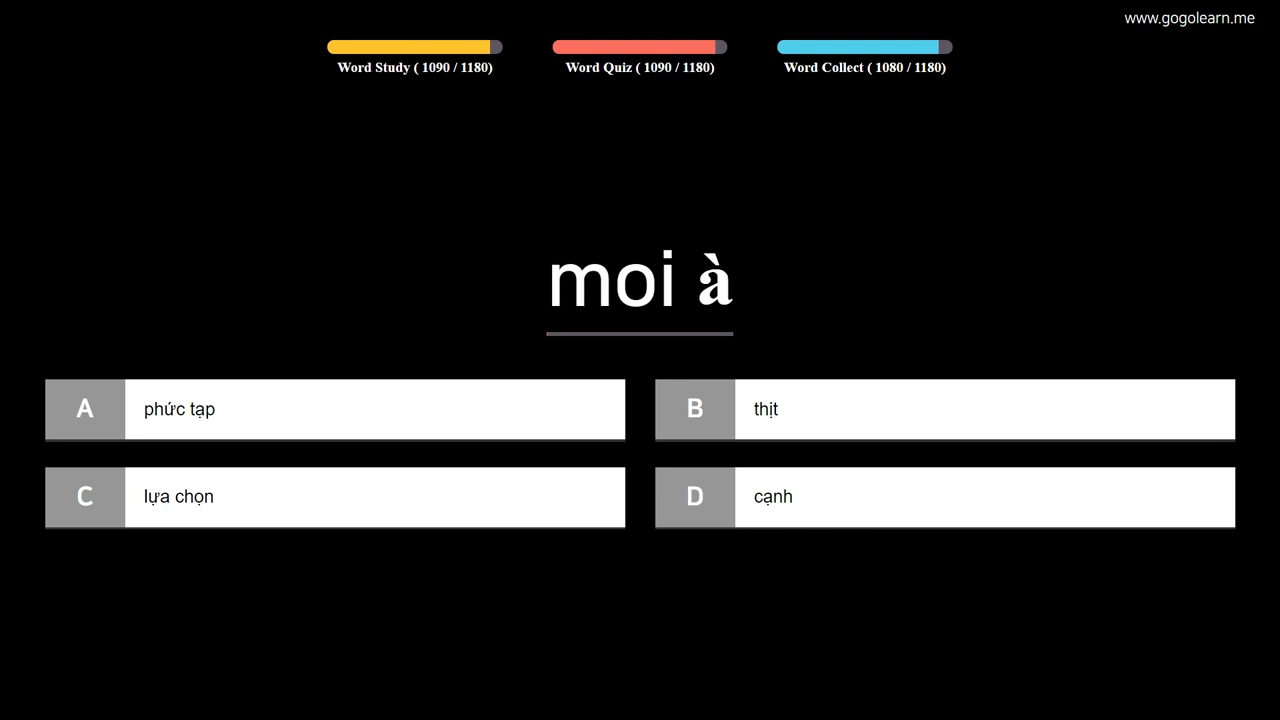 www.gogolearn.me
Word Study ( 1090 / 1180)
Word Quiz ( 1090 / 1180)
Word Collect ( 1080 / 1180)
moi à
A phức tạp
B thịt
C lựa chọn
D cạnh